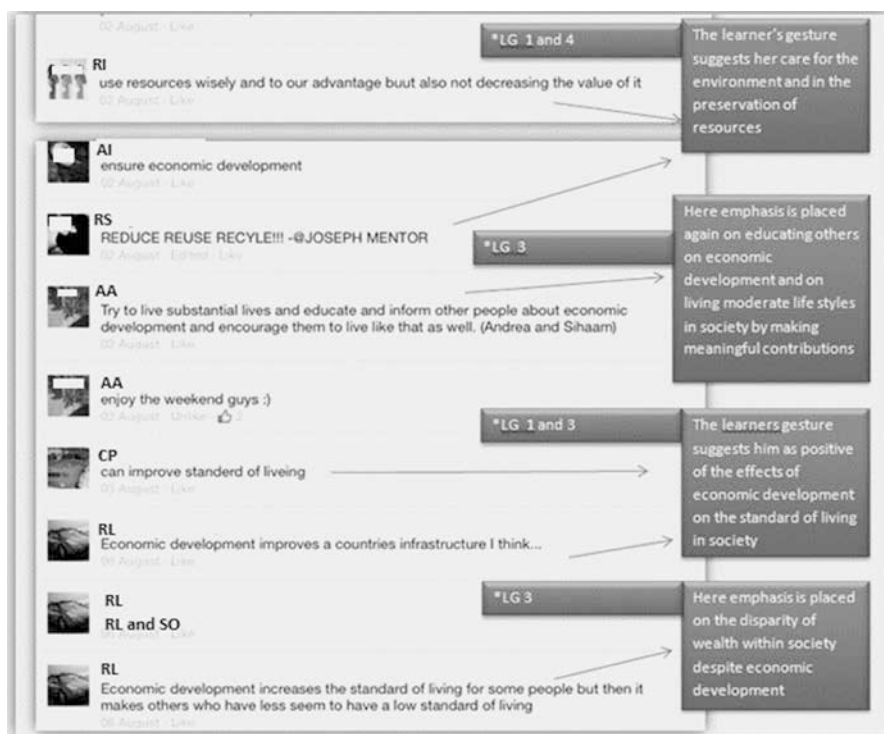 02 August · Like
*LG 1 and 4
The learner's gesture
suggests her care for the
environment and in the
preservation of
resources
RI
use resources wisely and to our advantage buut also not decreasing the value of it
02 August · Like
AI
ensure economic development
02 August · Like
RS
REDUCE REUSE RECYLE!!! -@JOSEPH MENTOR
02 August · Edited · Like
*LG 3
Here emphasis is placed
again on educating others
on economic
development and on
living moderate life styles
in society by making
meaningful contributions
AA
Try to live substantial lives and educate and inform other people about economic
development and encourage them to live like that as well. (Andrea and Sihaam)
02 August · Like
AA
enjoy the weekend guys :)
02 August · Unlike · 2
*LG 1 and 3
The learners gesture
suggests him as positive
of the effects of
economic development
on the standard of living
in society
CP
can improve standerd of liveing
03 August · Like
RL
Economic development improves a countries infrastructure I think...
06 August · Like
*LG 3
Here emphasis is placed
on the disparity of
wealth within society
despite economic
development
RL
RL and SO
06 August · Like
RL
Economic development increases the standard of living for some people but then it
makes others who have less seem to have a low standard of living
06 August · Like